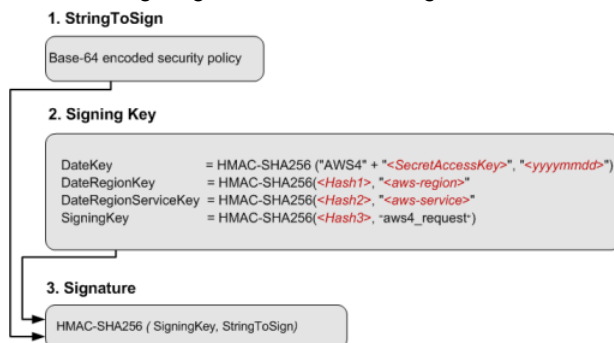 1. StringToSign
Base-64 encoded security policy
2. Signing Key
DateKey = HMAC-SHA256 ("AWS4" + "<SecretAccessKey>", "<yyyymmdd>")
DateRegionKey = HMAC-SHA256(<Hash1>, "<aws-region>"
DateRegionServiceKey = HMAC-SHA256(<Hash2>, "<aws-service>"
SigningKey = HMAC-SHA256(<Hash3>, "aws4_request")
3. Signature
HMAC-SHA256 ( SigningKey, StringToSign)